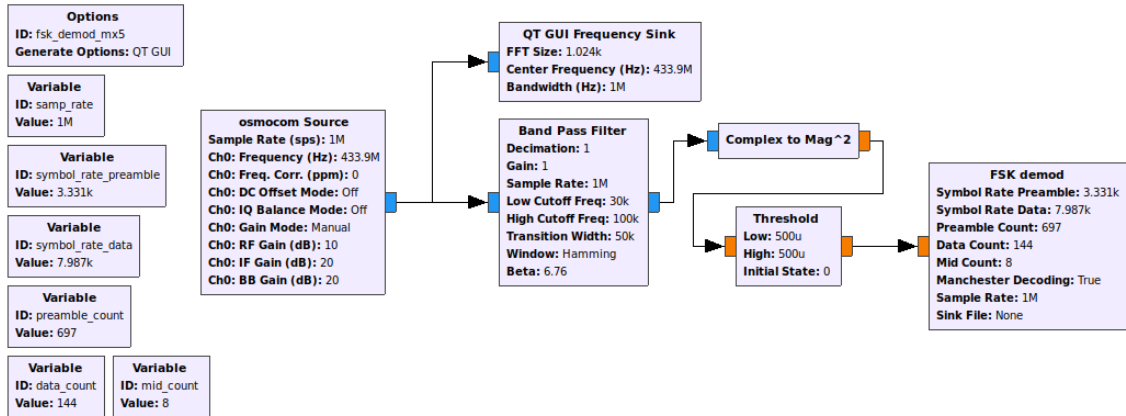 Options
ID: fsk_demod_mx5
Generate Options: QT GUI
Variable
ID: samp_rate
Value: 1M
Variable
ID: symbol_rate_preamble
Value: 3.331k
Variable
ID: symbol_rate_data
Value: 7.987k
Variable
ID: preamble_count
Value: 697
Variable
ID: data_count
Value: 144
Variable
ID: mid_count
Value: 8
osmocom Source
Sample Rate (sps): 1M
Ch0: Frequency (Hz): 433.9M
Ch0: Freq. Corr. (ppm): 0
Ch0: DC Offset Mode: Off
Ch0: IQ Balance Mode: Off
Ch0: Gain Mode: Manual
Ch0: RF Gain (dB): 10
Ch0: IF Gain (dB): 20
Ch0: BB Gain (dB): 20
QT GUI Frequency Sink
FFT Size: 1.024k
Center Frequency (Hz): 433.9M
Bandwidth (Hz): 1M
Band Pass Filter
Decimation: 1
Gain: 1
Sample Rate: 1M
Low Cutoff Freq: 30k
High Cutoff Freq: 100k
Transition Width: 50k
Window: Hamming
Beta: 6.76
Complex to Mag^2
Threshold
Low: 500u
High: 500u
Initial State: 0
FSK demod
Symbol Rate Preamble: 3.331k
Symbol Rate Data: 7.987k
Preamble Count: 697
Data Count: 144
Mid Count: 8
Manchester Decoding: True
Sample Rate: 1M
Sink File: None